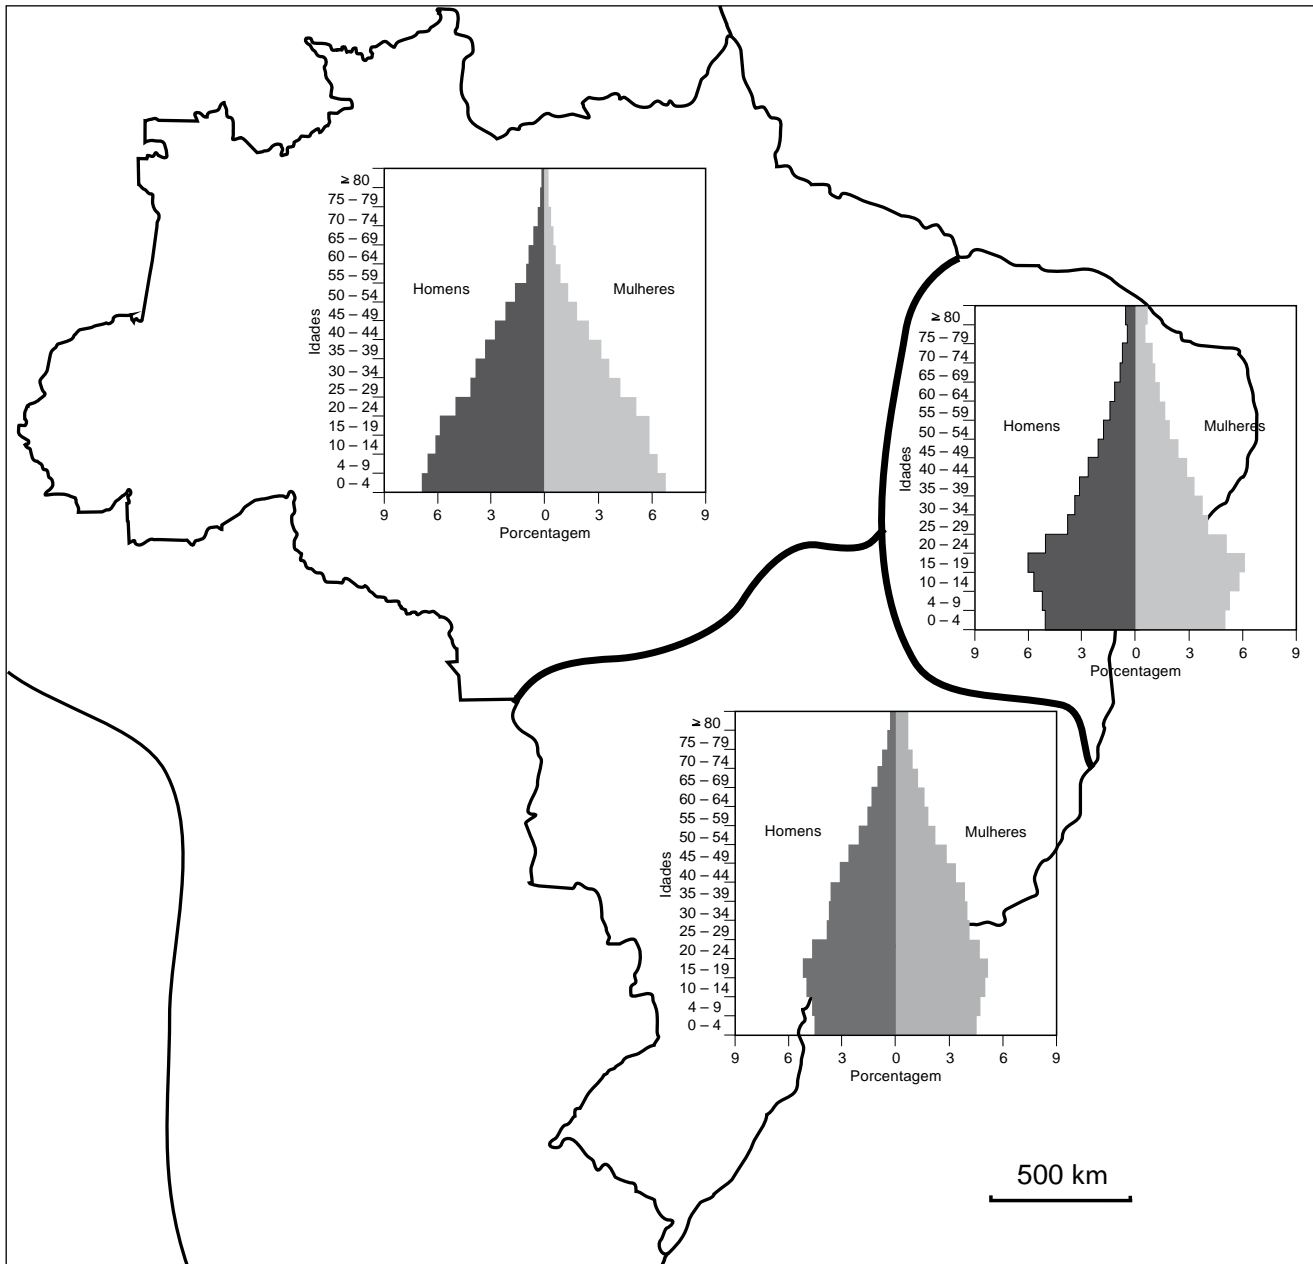 ≥ 80
75 – 79
70 – 74
65 – 69
60 – 64
55 – 59
50 – 54
45 – 49
40 – 44
35 – 39
30 – 34
25 – 29
20 – 24
15 – 19
10 – 14
4 – 9
0 – 4
Idades
Homens
Mulheres
9 6 3 0 3 6 9
Porcentagem
≥ 80
75 – 79
70 – 74
65 – 69
60 – 64
55 – 59
50 – 54
45 – 49
40 – 44
35 – 39
30 – 34
25 – 29
20 – 24
15 – 19
10 – 14
4 – 9
0 – 4
Idades
Homens
Mulheres
9 6 3 0 3 6 9
Porcentagem
≥ 80
75 – 79
70 – 74
65 – 69
60 – 64
55 – 59
50 – 54
45 – 49
40 – 44
35 – 39
30 – 34
25 – 29
20 – 24
15 – 19
10 – 14
4 – 9
0 – 4
Idades
Homens
Mulheres
9 6 3 0 3 6 9
Porcentagem
500 km